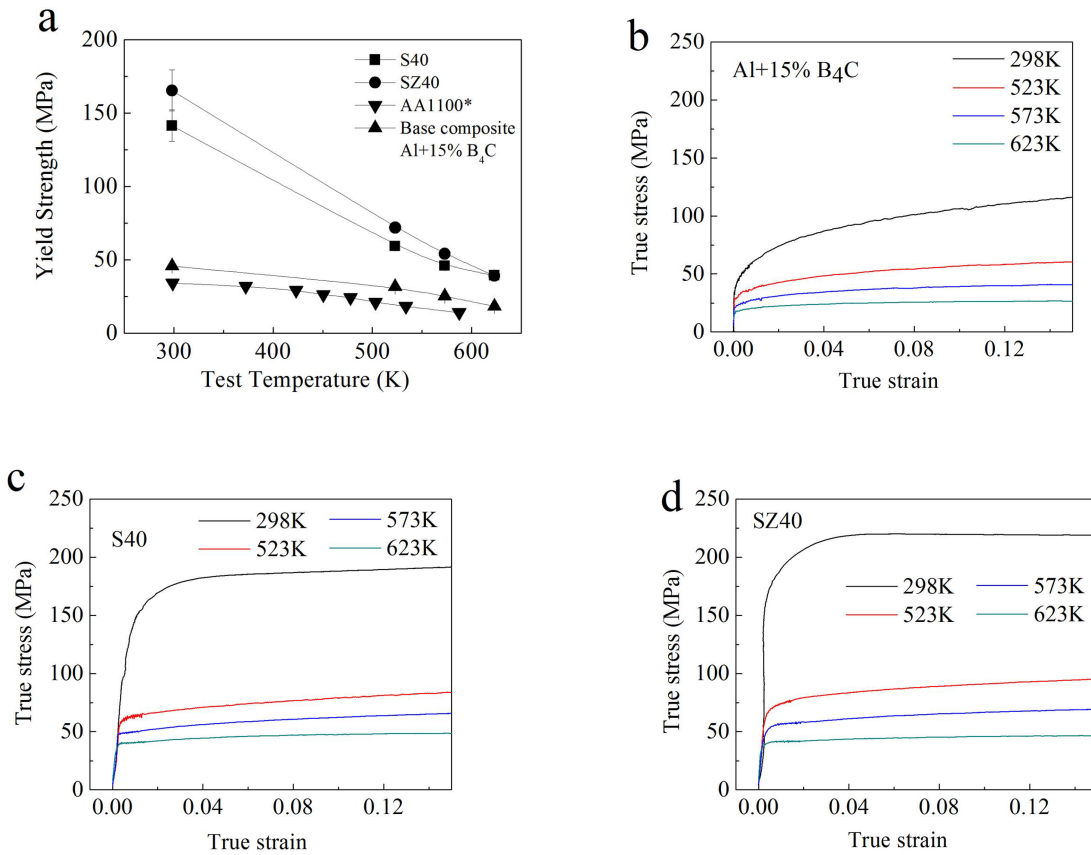 a
200
150
100
50
0
300
400
500
600
Yield Strength (MPa)
Test Temperature (K)
S40
SZ40
AA1100*
Base composite
Al+15% B₄C
b
250
200
150
100
50
0
0.00
0.04
0.08
0.12
True stress (MPa)
True strain
Al+15% B₄C
298K
523K
573K
623K
c
250
200
150
100
50
0
0.00
0.04
0.08
0.12
True stress (MPa)
True strain
S40
298K 573K
523K 623K
d
250
200
150
100
50
0
0.00
0.04
0.08
0.12
True stress (MPa)
True strain
SZ40
298K 573K
523K 623K